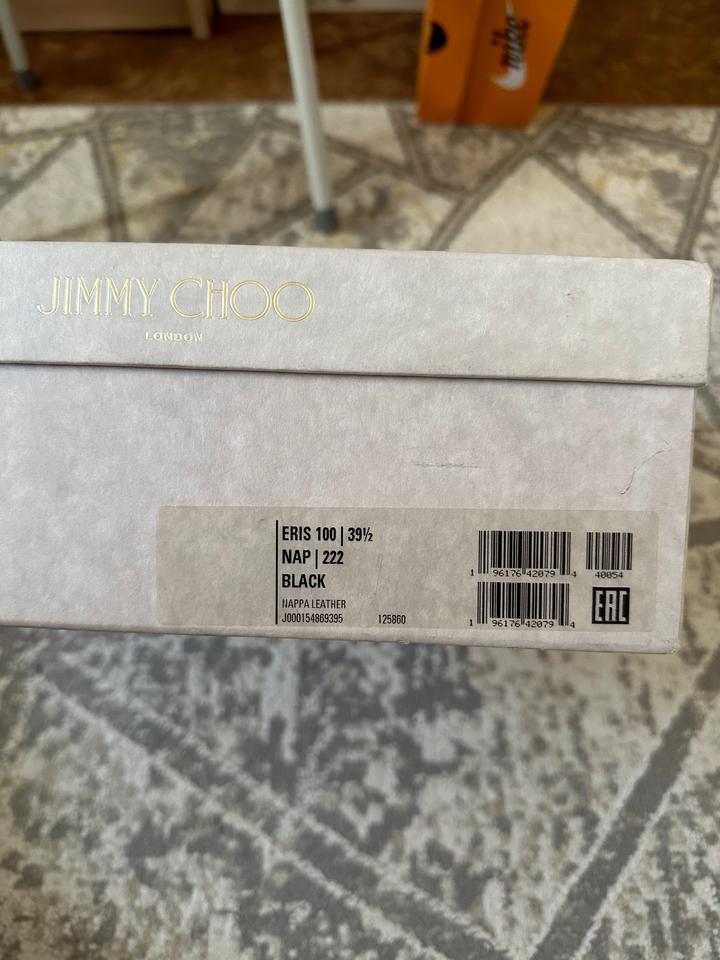 NIKE
JIMMY CHOO
LONDON
ERIS 100 | 39½
NAP | 222
BLACK
NAPPA LEATHER
J000154869395 125860
1 96176 42079 4
40054
1 96176 42079 4
EAC